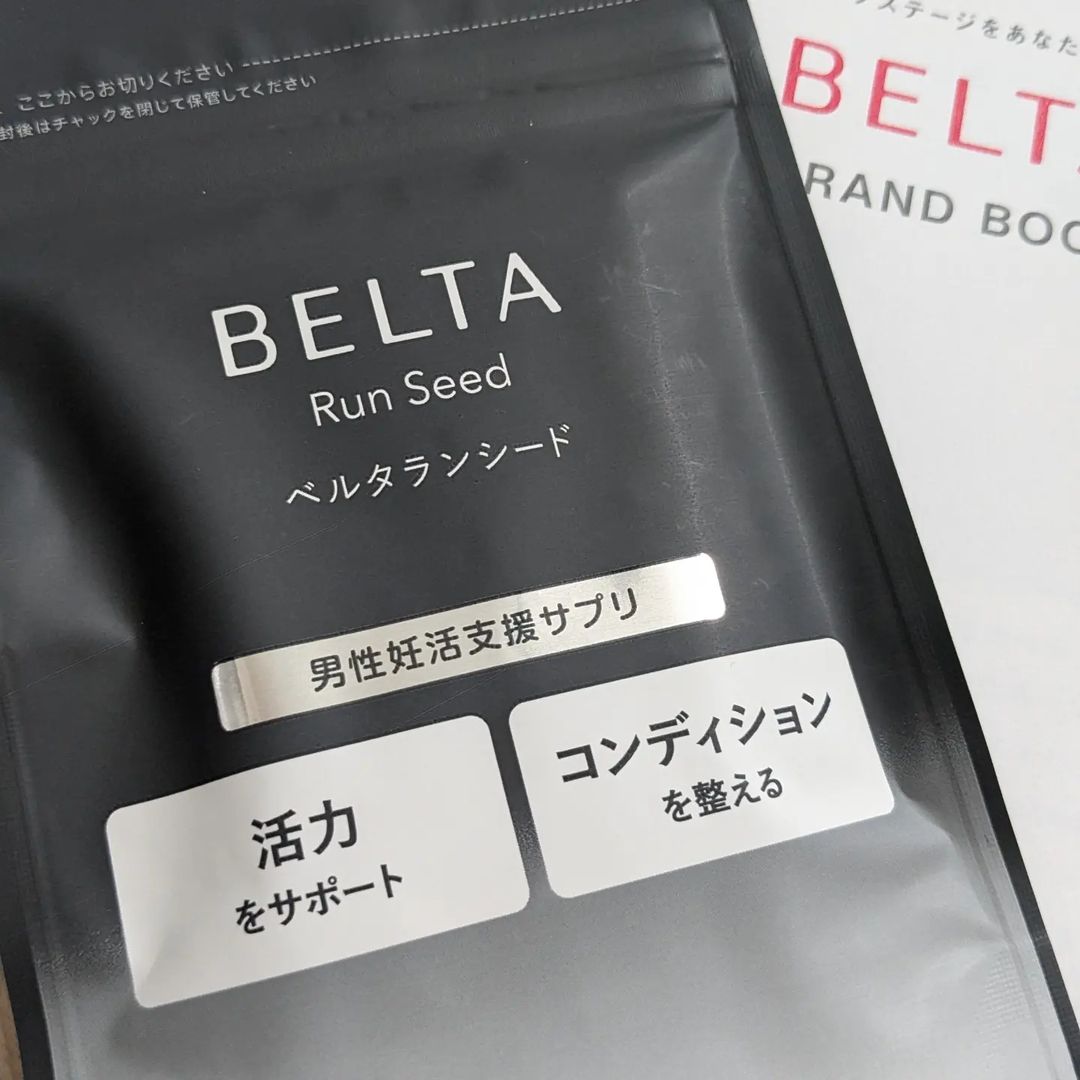 ここからお切りください
封後はチャックを閉じて保管してください
BELTA
Run Seed
ベルタランシード
男性妊活支援サプリ
活力
をサポート
コンディション
を整える
ステージをあなた
BELT
RAND BOO